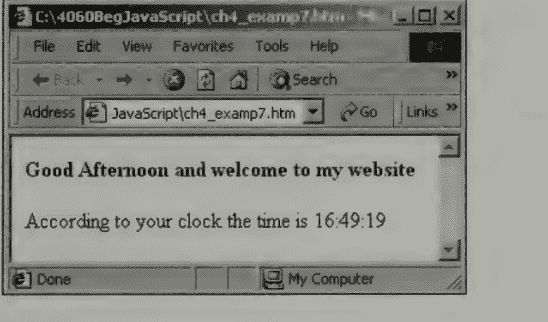 C:\4060BegJavaScript\ch4_examp7.htm
File Edit View Favorites Tools Help
Back Search »
Address JavaScript\ch4_examp7.htm Go Links »
Good Afternoon and welcome to my website
According to your clock the time is 16:49:19
Done My Computer